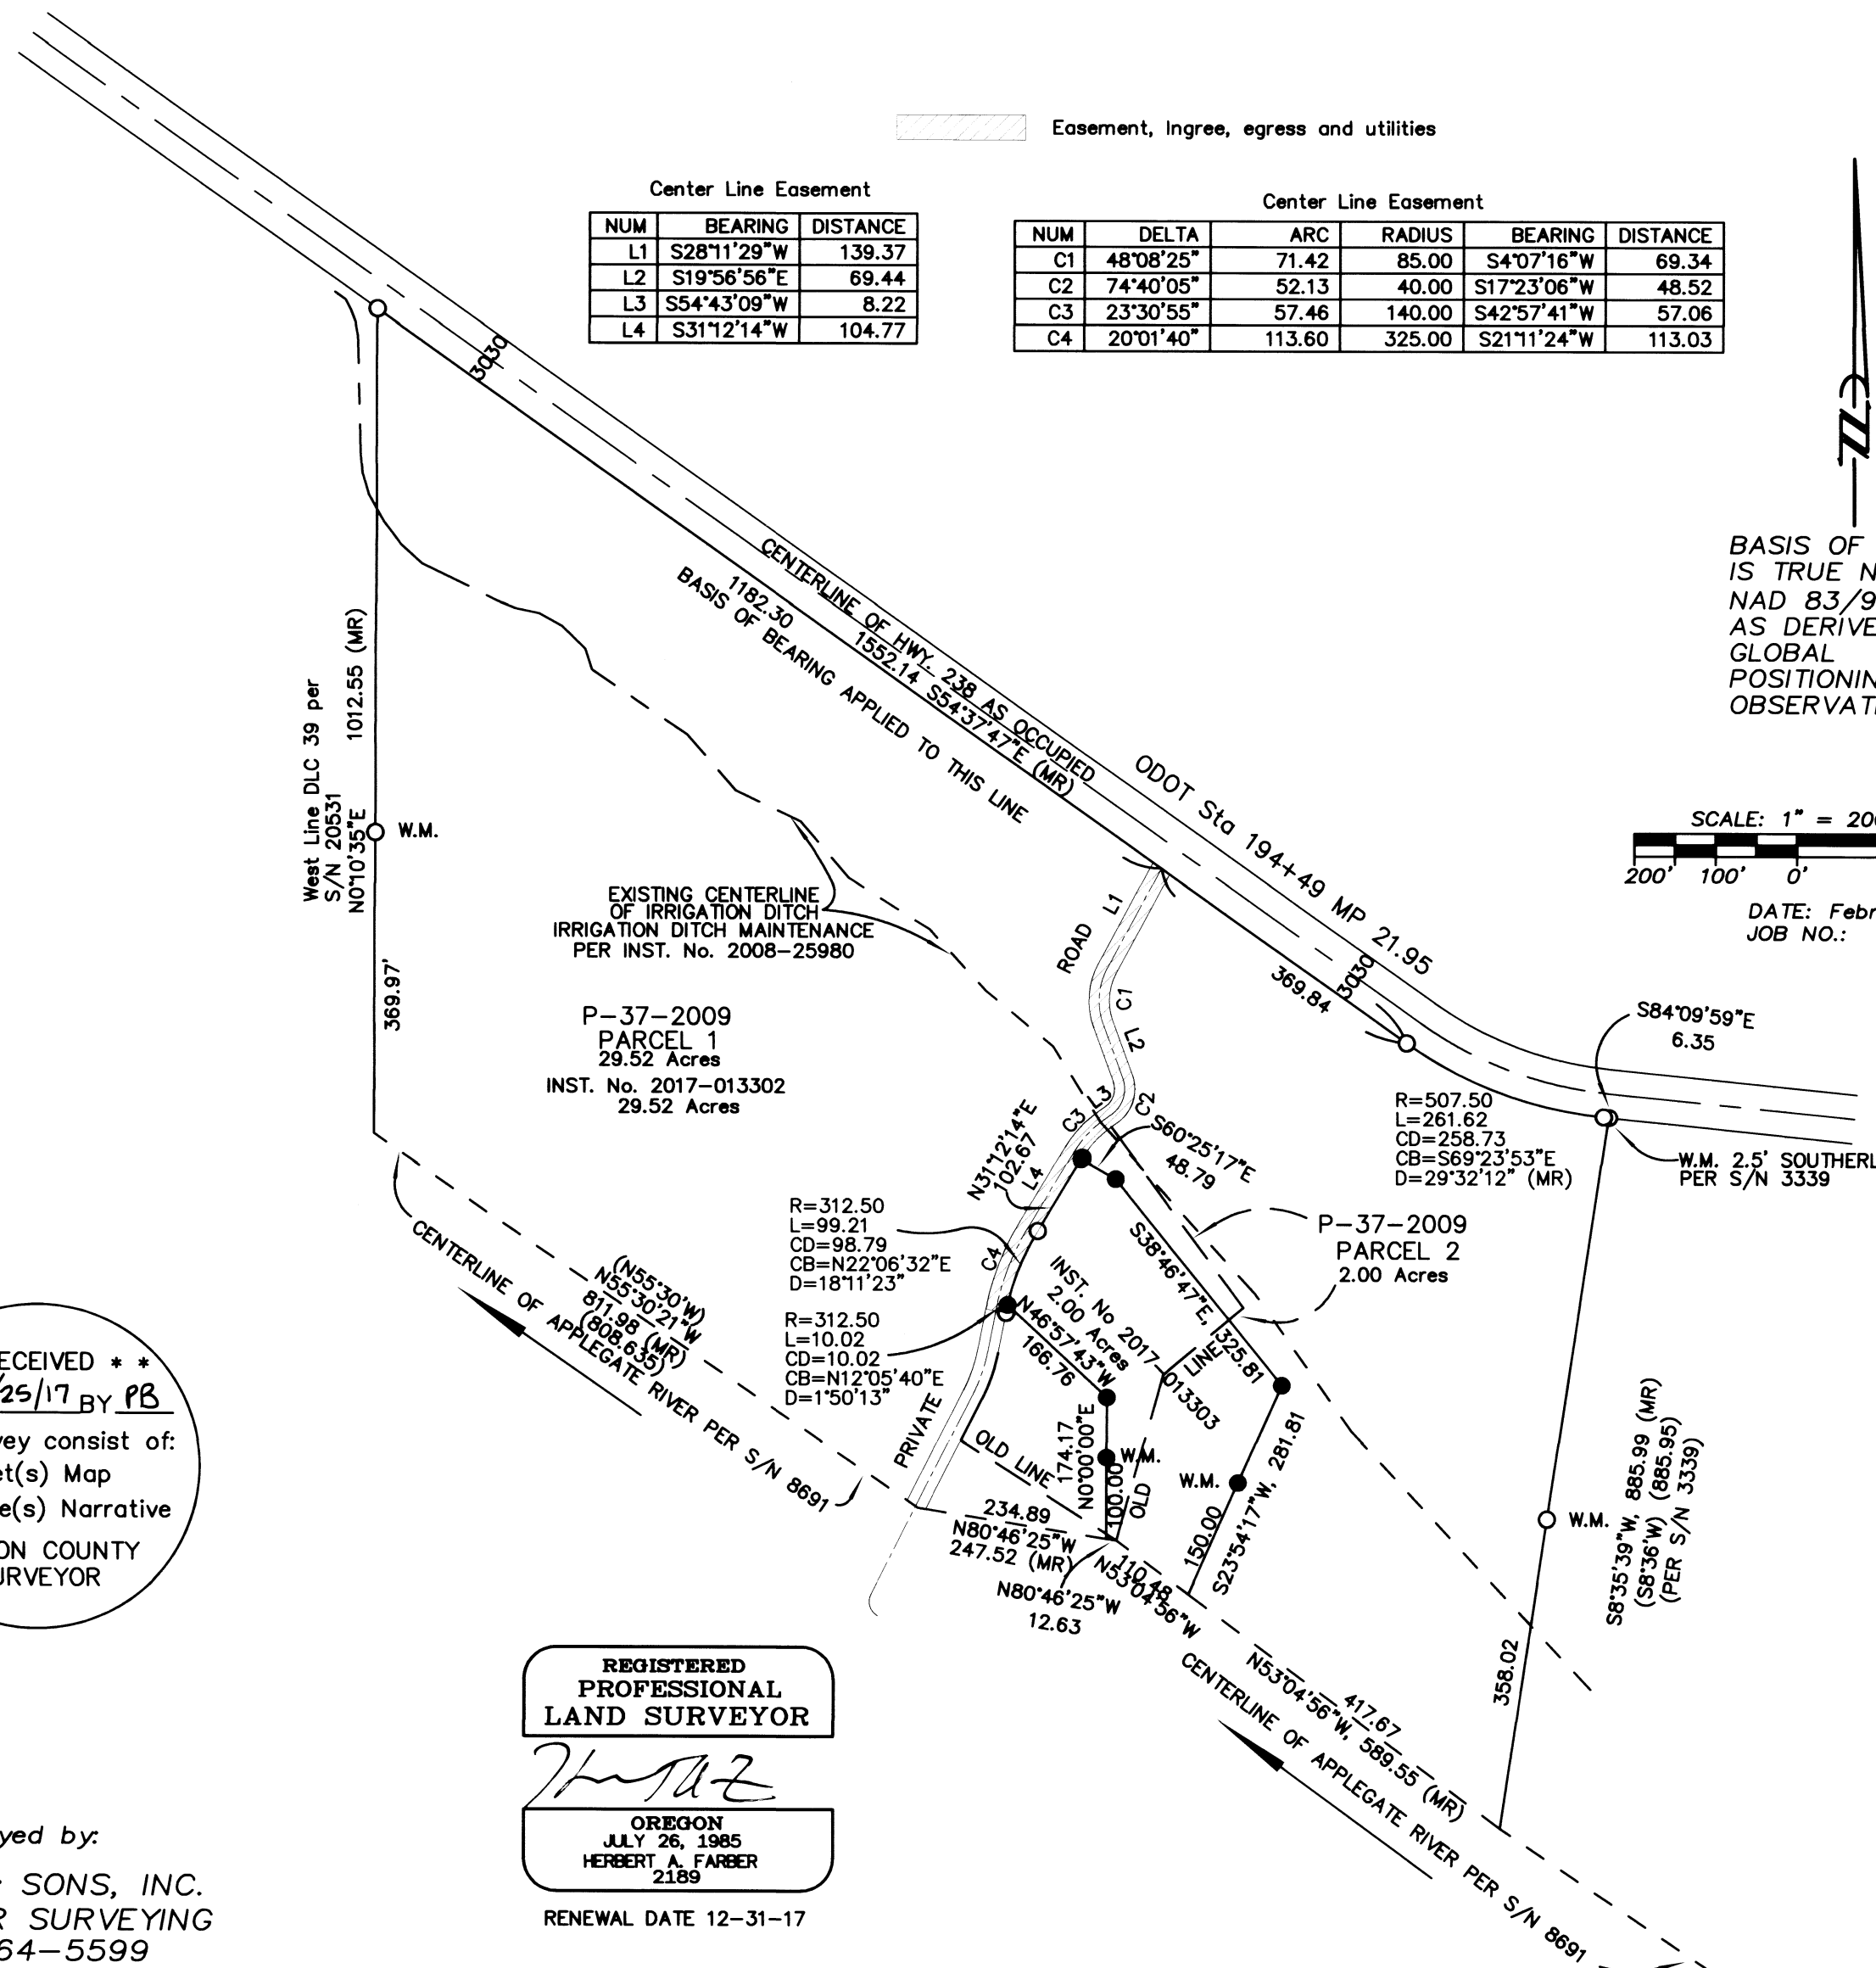 Easement, Ingree, egress and utilities
Center Line Easement
NUM BEARING DISTANCE
L1 S28°11'29"W 139.37
L2 S19°56'56"E 69.44
L3 S54°43'09"W 8.22
L4 S31°12'14"W 104.77
Center Line Easement
NUM DELTA ARC RADIUS BEARING DISTANCE
C1 48°08'25" 71.42 85.00 S4°07'16"W 69.34
C2 74°40'05" 52.13 40.00 S17°23'06"W 48.52
C3 23°30'55" 57.46 140.00 S42°57'41"W 57.06
C4 20°01'40" 113.60 325.00 S21°11'24"W 113.03
BASIS OF
IS TRUE N
NAD 83/9
AS DERIVE
GLOBAL
POSITIONIN
OBSERVAT
SCALE: 1" = 20
200' 100' 0'
DATE: Febr
JOB NO.:
30 30
CENTERLINE OF HWY. 238 AS OCCUPIED
1182.30
1552.14 S54°37'47"E (MR)
BASIS OF BEARING APPLIED TO THIS LINE
ODOT Sta 194+49 MP 21.95
369.84
30 30
West Line DLC 39 per
S/N 20531
N0°10'35"E 1012.55 (MR)
W.M.
369.97'
EXISTING CENTERLINE
OF IRRIGATION DITCH
IRRIGATION DITCH MAINTENANCE
PER INST. No. 2008-25980
P-37-2009
PARCEL 1
29.52 Acres
INST. No. 2017-013302
29.52 Acres
ROAD
L1
C1
L2
C2
L3
C3
L4
C4
N31°12'14"E
102.67
S60°25'17"E
48.79
S84°09'59"E
6.35
R=507.50
L=261.62
CD=258.73
CB=S69°23'53"E
D=29°32'12" (MR)
W.M. 2.5' SOUTHERL
PER S/N 3339
P-37-2009
PARCEL 2
2.00 Acres
R=312.50
L=99.21
CD=98.79
CB=N22°06'32"E
D=18°11'23"
R=312.50
L=10.02
CD=10.02
CB=N12°05'40"E
D=1°50'13"
S38°46'47"E, 325.81
INST. No 2017-013303
2.00 Acres
N46°57'43"W
166.76
OLD LINE
OLD LINE
PRIVATE
174.17
N0°00'00"E
100.00
W.M.
W.M.
150.00
S23°54'17"W, 281.81
(N55°30'W)
N55°30'21"W
811.98 (MR)
(808.635)
CENTERLINE OF APPLEGATE RIVER PER S/N 8691
234.89
N80°46'25"W
247.52 (MR)
N80°46'25"W
12.63
110.48
N53°04'56"W
417.67
N53°04'56"W, 589.55 (MR)
CENTERLINE OF APPLEGATE RIVER PER S/N 8691
W.M.
S8°35'39"W, 885.99 (MR)
(S8°36'W) (885.95)
(PER S/N 3339)
358.02
ECEIVED * *
/25/17 BY PB
vey consist of:
et(s) Map
e(s) Narrative
ON COUNTY
URVEYOR
REGISTERED
PROFESSIONAL
LAND SURVEYOR
OREGON
JULY 26, 1985
HERBERT A. FARBER
2189
RENEWAL DATE 12-31-17
yed by:
SONS, INC.
R SURVEYING
64-5599